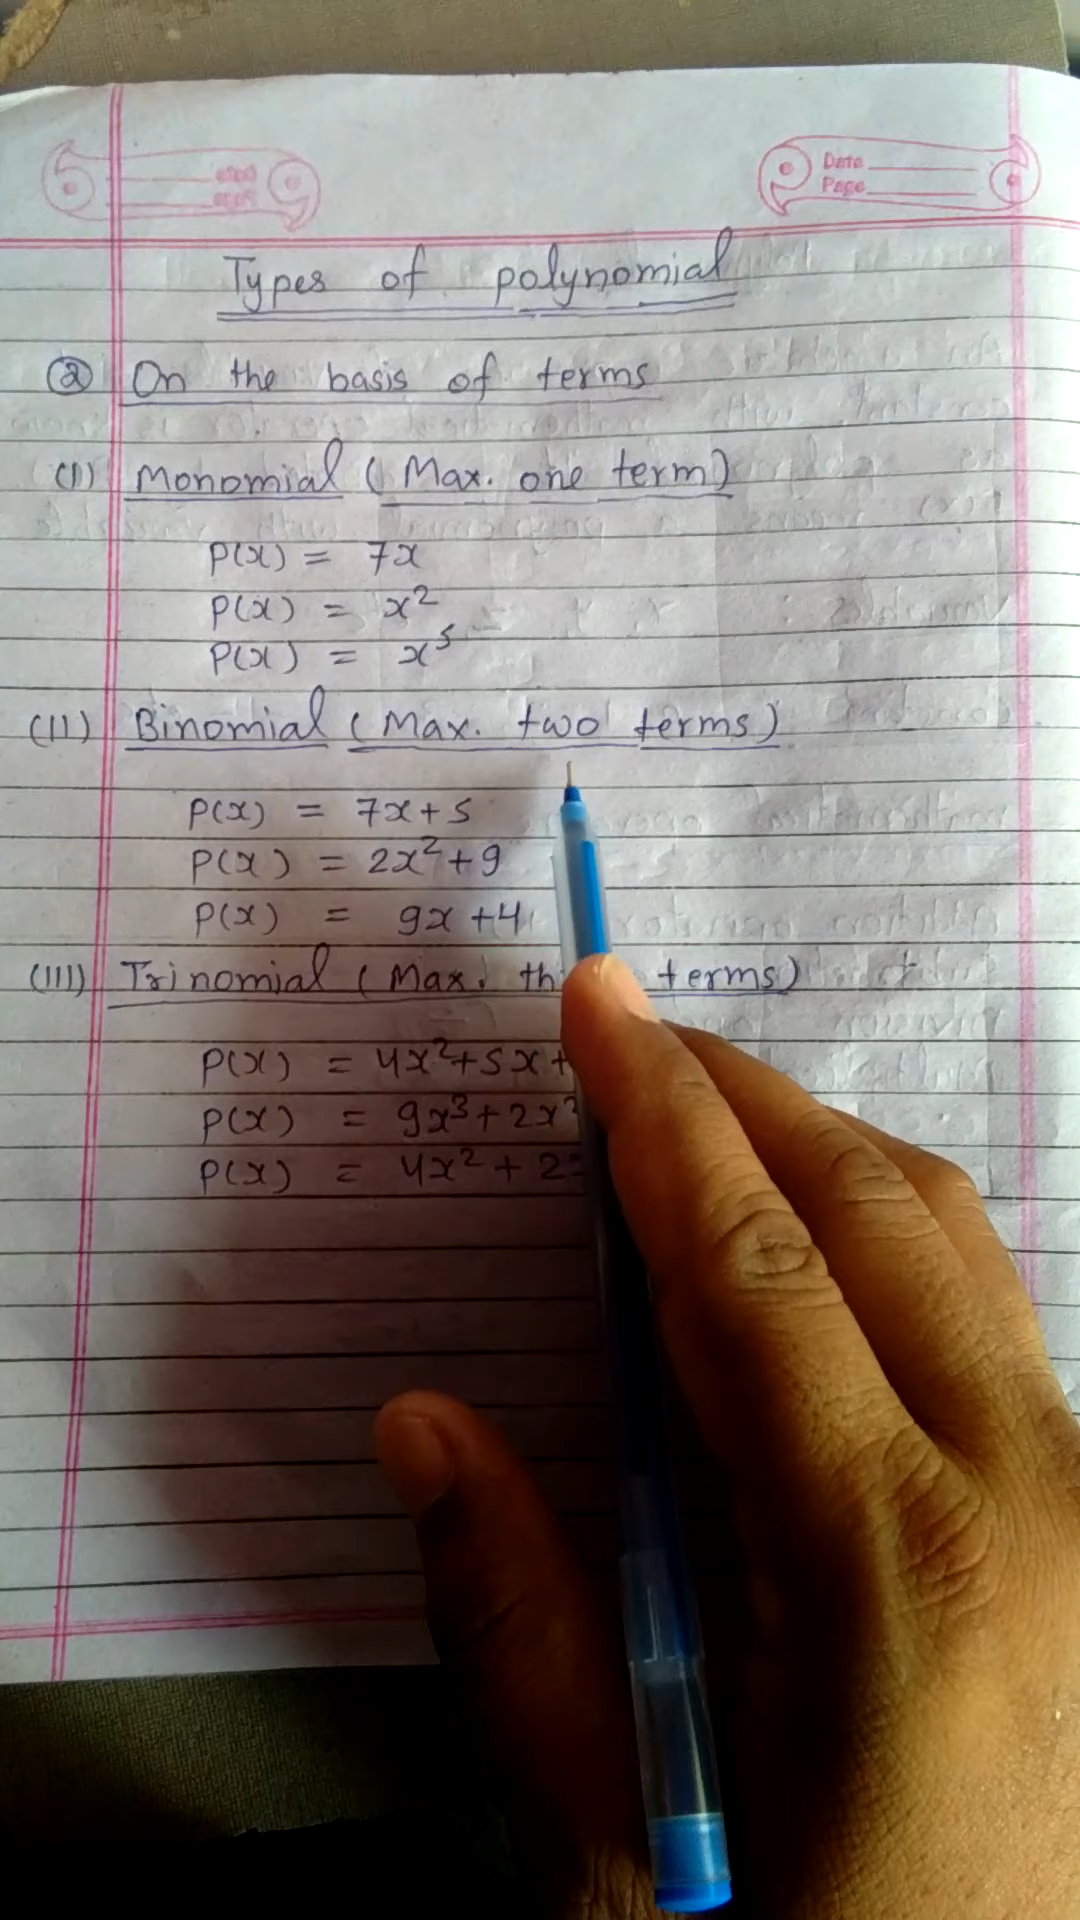 Date
Page
Types of polynomial
② On the basis of terms
(I) Monomial (Max. one term)
P(x) = 7x
P(x) = x²
P(x) = x⁵
(II) Binomial (Max. two terms)
P(x) = 7x+5
P(x) = 2x²+9
P(x) = 9x+4
(III) Trinomial (Max. terms)
P(x) = 4x²+5x+
P(x) = 9x³+2x²
P(x) = 4x²+2